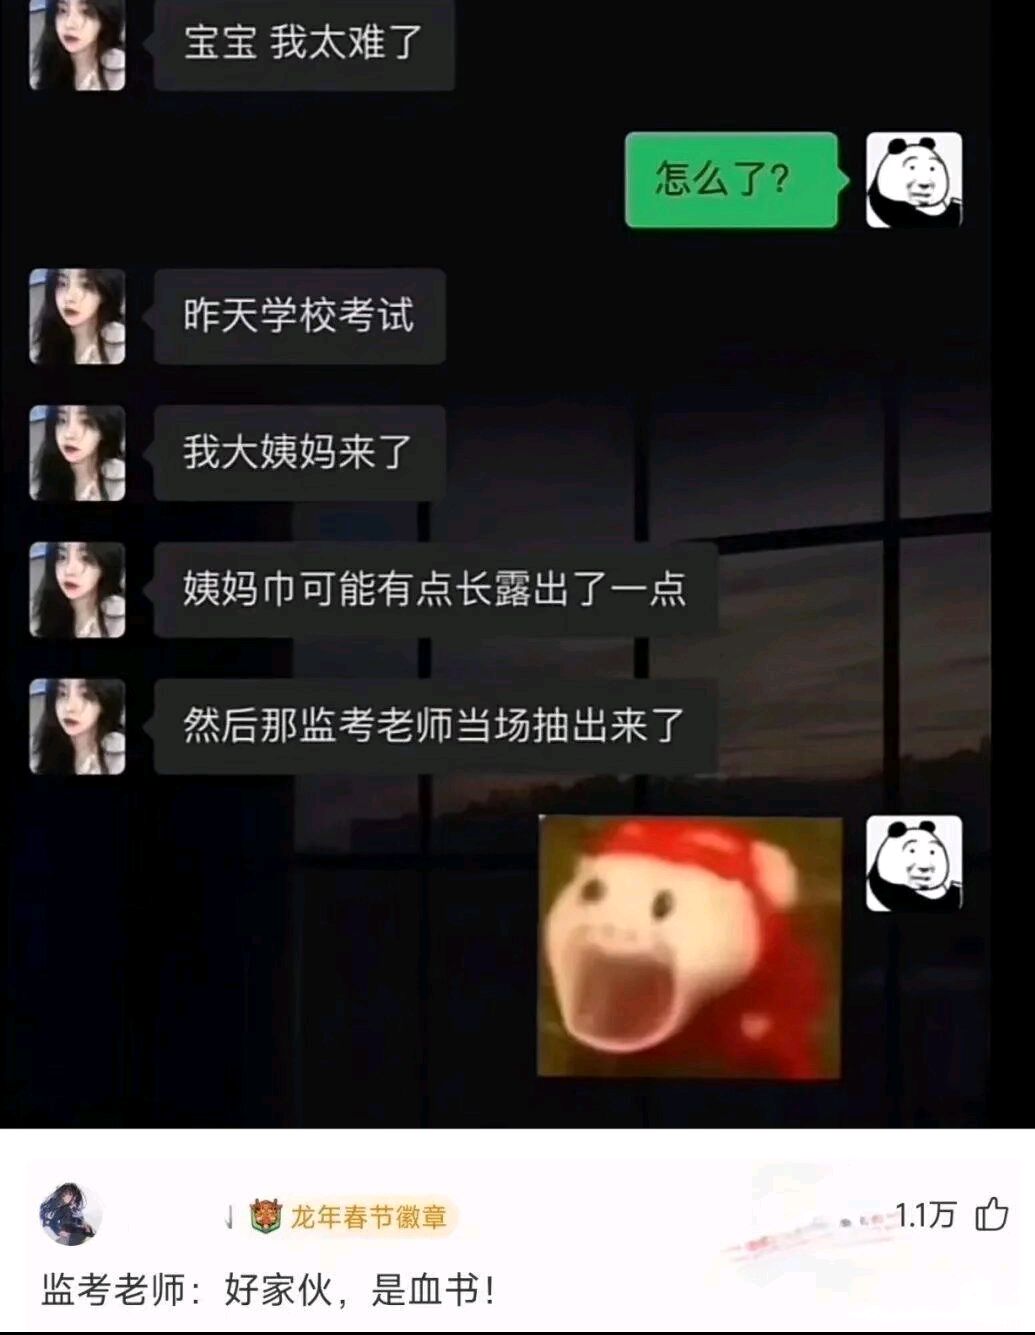 宝宝 我太难了
怎么了?
昨天学校考试
我大姨妈来了
姨妈巾可能有点长露出了一点
然后那监考老师当场抽出来了
龙年春节徽章
1.1万
监考老师：好家伙，是血书！